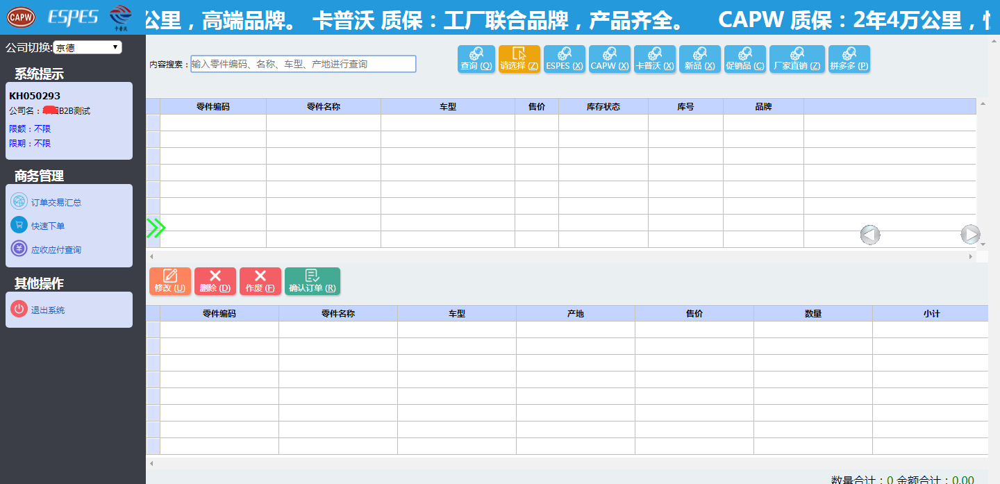 CAPW ESPES 卡普沃 公里，高端品牌。 卡普沃 质保：工厂联合品牌，产品齐全。 CAPW 质保：2年4万公里，
公司切换: 京德
系统提示
KH050293
公司名： B2B测试
限额：不限
限期：不限
商务管理
订单交易汇总
快速下单
应收应付查询
其他操作
退出系统
内容搜索： 输入零件编码、名称、车型、产地进行查询
查询 (Q) 请选择 (Z) ESPES (X) CAPW (X) 卡普沃 (X) 新品 (X) 促销品 (C) 厂家直销 (Z) 拼多多 (P)
零件编码 零件名称 车型 售价 库存状态 库号 品牌
修改 (U) 删除 (D) 作废 (F) 确认订单 (R)
零件编码 零件名称 车型 产地 售价 数量 小计
数量合计：0 金额合计：0.00